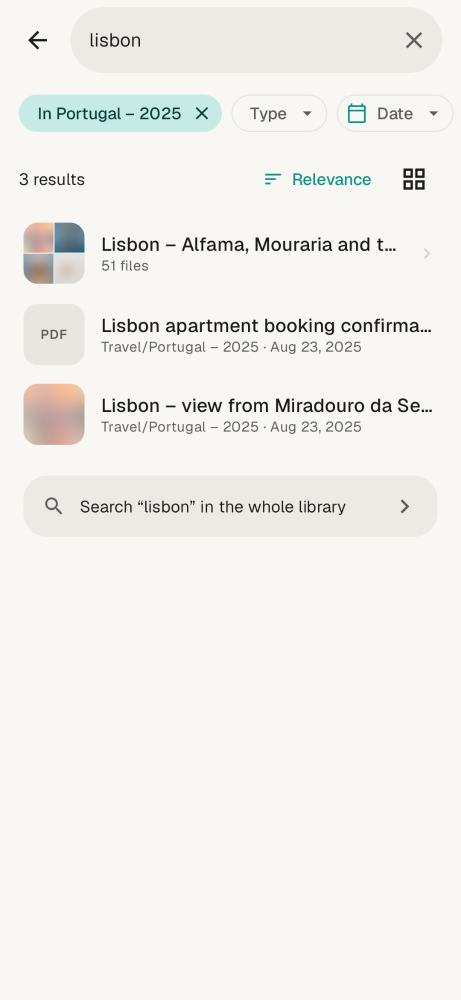 lisbon
In Portugal – 2025
Type
Date
3 results
Relevance
Lisbon – Alfama, Mouraria and t…
51 files
PDF
Lisbon apartment booking confirma…
Travel/Portugal – 2025 · Aug 23, 2025
Lisbon – view from Miradouro da Se…
Travel/Portugal – 2025 · Aug 23, 2025
Search “lisbon” in the whole library